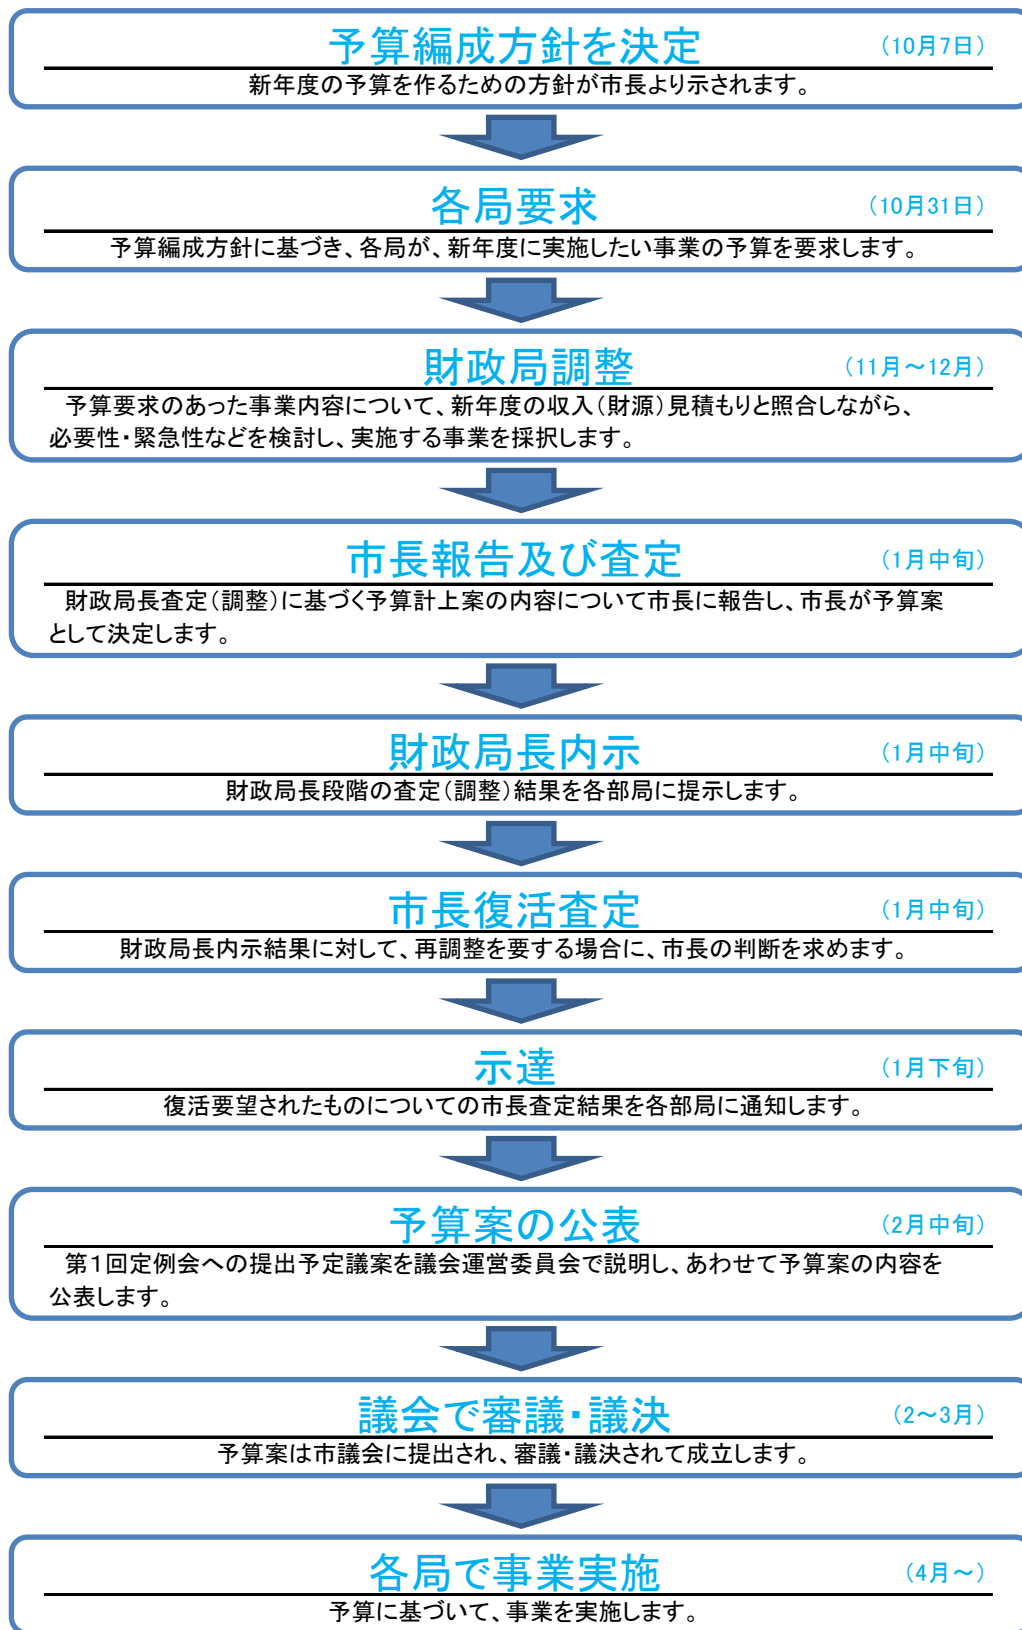 予算編成方針を決定 (10月7日)
新年度の予算を作るための方針が市長より示されます。
各局要求 (10月31日)
予算編成方針に基づき、各局が、新年度に実施したい事業の予算を要求します。
財政局調整 (11月~12月)
予算要求のあった事業内容について、新年度の収入(財源)見積もりと照合しながら、
必要性・緊急性などを検討し、実施する事業を採択します。
市長報告及び査定 (1月中旬)
財政局長査定(調整)に基づく予算計上案の内容について市長に報告し、市長が予算案
として決定します。
財政局長内示 (1月中旬)
財政局長段階の査定(調整)結果を各部局に提示します。
市長復活査定 (1月中旬)
財政局長内示結果に対して、再調整を要する場合に、市長の判断を求めます。
示達 (1月下旬)
復活要望されたものについての市長査定結果を各部局に通知します。
予算案の公表 (2月中旬)
第1回定例会への提出予定議案を議会運営委員会で説明し、あわせて予算案の内容を
公表します。
議会で審議・議決 (2~3月)
予算案は市議会に提出され、審議・議決されて成立します。
各局で事業実施 (4月~)
予算に基づいて、事業を実施します。